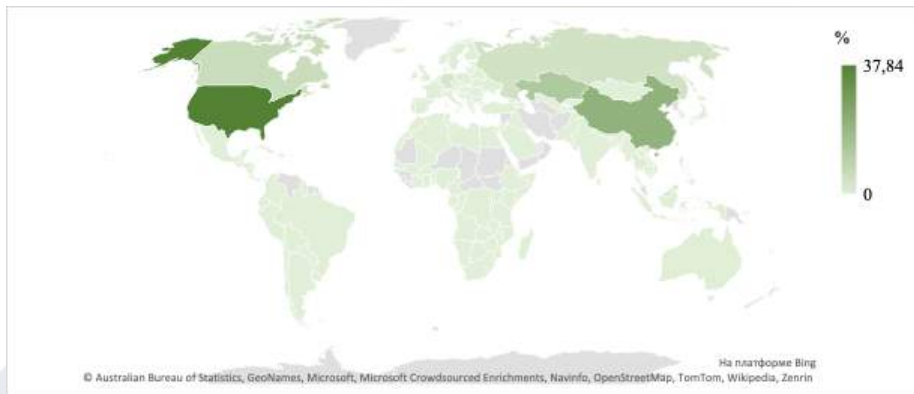 %
37,84
0
На платформе Bing
© Australian Bureau of Statistics, GeoNames, Microsoft, Microsoft Crowdsourced Enrichments, Navinfo, OpenStreetMap, TomTom, Wikipedia, Zenrin